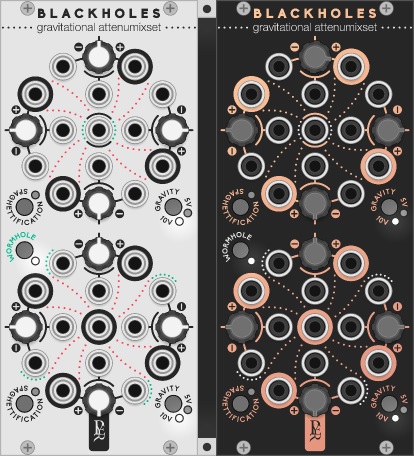 BLACKHOLES
gravitational attenumixset
SPAGHETTIFICATION
GRAVITY
10V
5V
WORMHOLE
SPAGHETTIFICATION
GRAVITY
10V
5V
BLACKHOLES
gravitational attenumixset
SPAGHETTIFICATION
GRAVITY
10V
5V
WORMHOLE
SPAGHETTIFICATION
GRAVITY
10V
5V